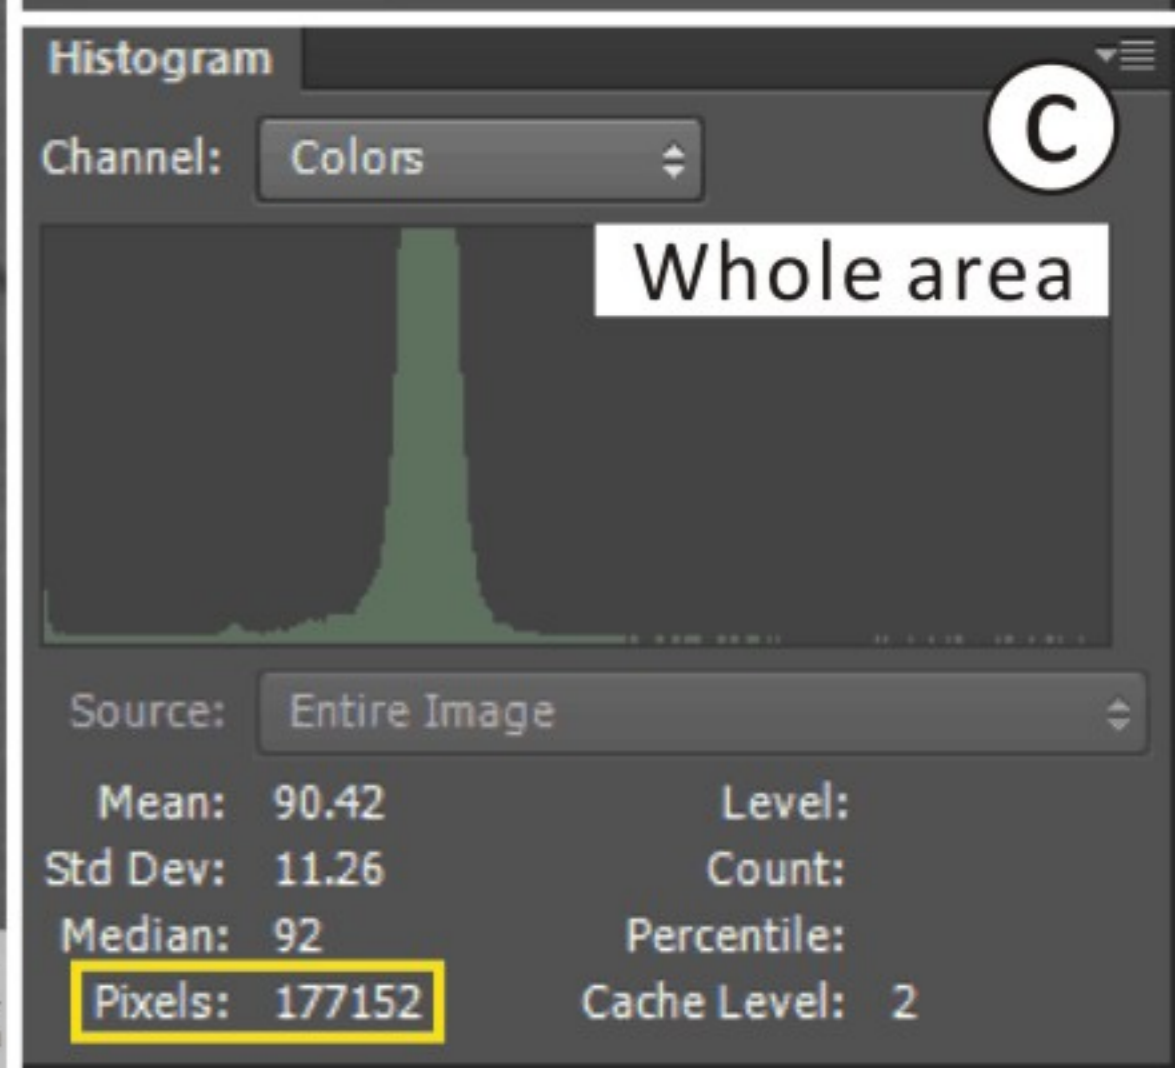 Histogram
C
Channel: Colors
Whole area
Source: Entire Image
Mean: 90.42 Level:
Std Dev: 11.26 Count:
Median: 92 Percentile:
Pixels: 177152 Cache Level: 2